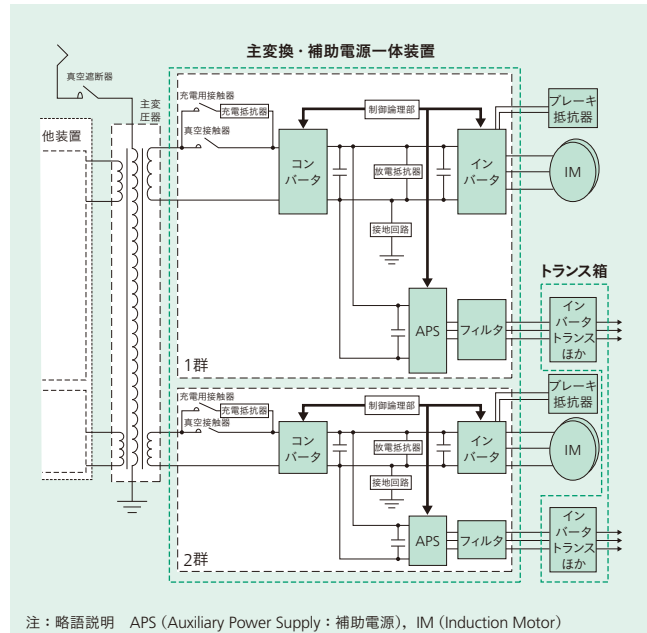 主変換・補助電源一体装置
真空遮断器
主変
圧器
他装置
充電用接触器
充電抵抗器
真空接触器
制御論理部
コン
バータ
放電抵抗器
接地回路
イン
バータ
ブレーキ
抵抗器
IM
APS
フィルタ
トランス箱
イン
バータ
トランス
ほか
1群
充電用接触器
充電抵抗器
真空接触器
制御論理部
コン
バータ
放電抵抗器
接地回路
イン
バータ
ブレーキ
抵抗器
IM
APS
フィルタ
イン
バータ
トランス
ほか
2群
注：略語説明　APS（Auxiliary Power Supply：補助電源），IM（Induction Motor）